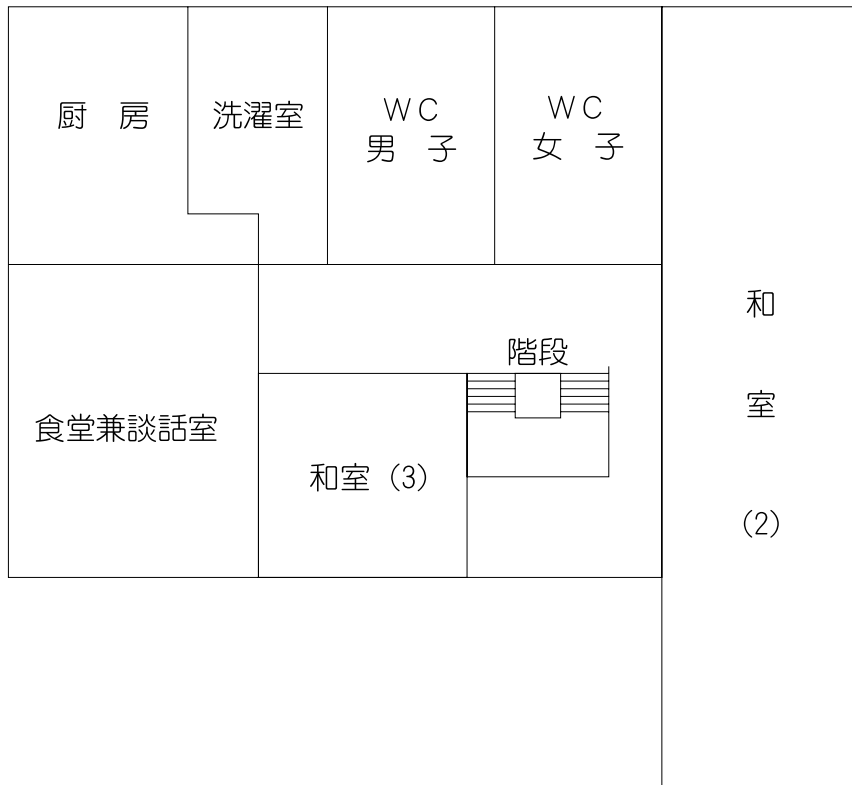 厨　房
洗濯室
ＷＣ
男　子
ＷＣ
女　子
和
室
(2)
階段
食堂兼談話室
和室 (3)